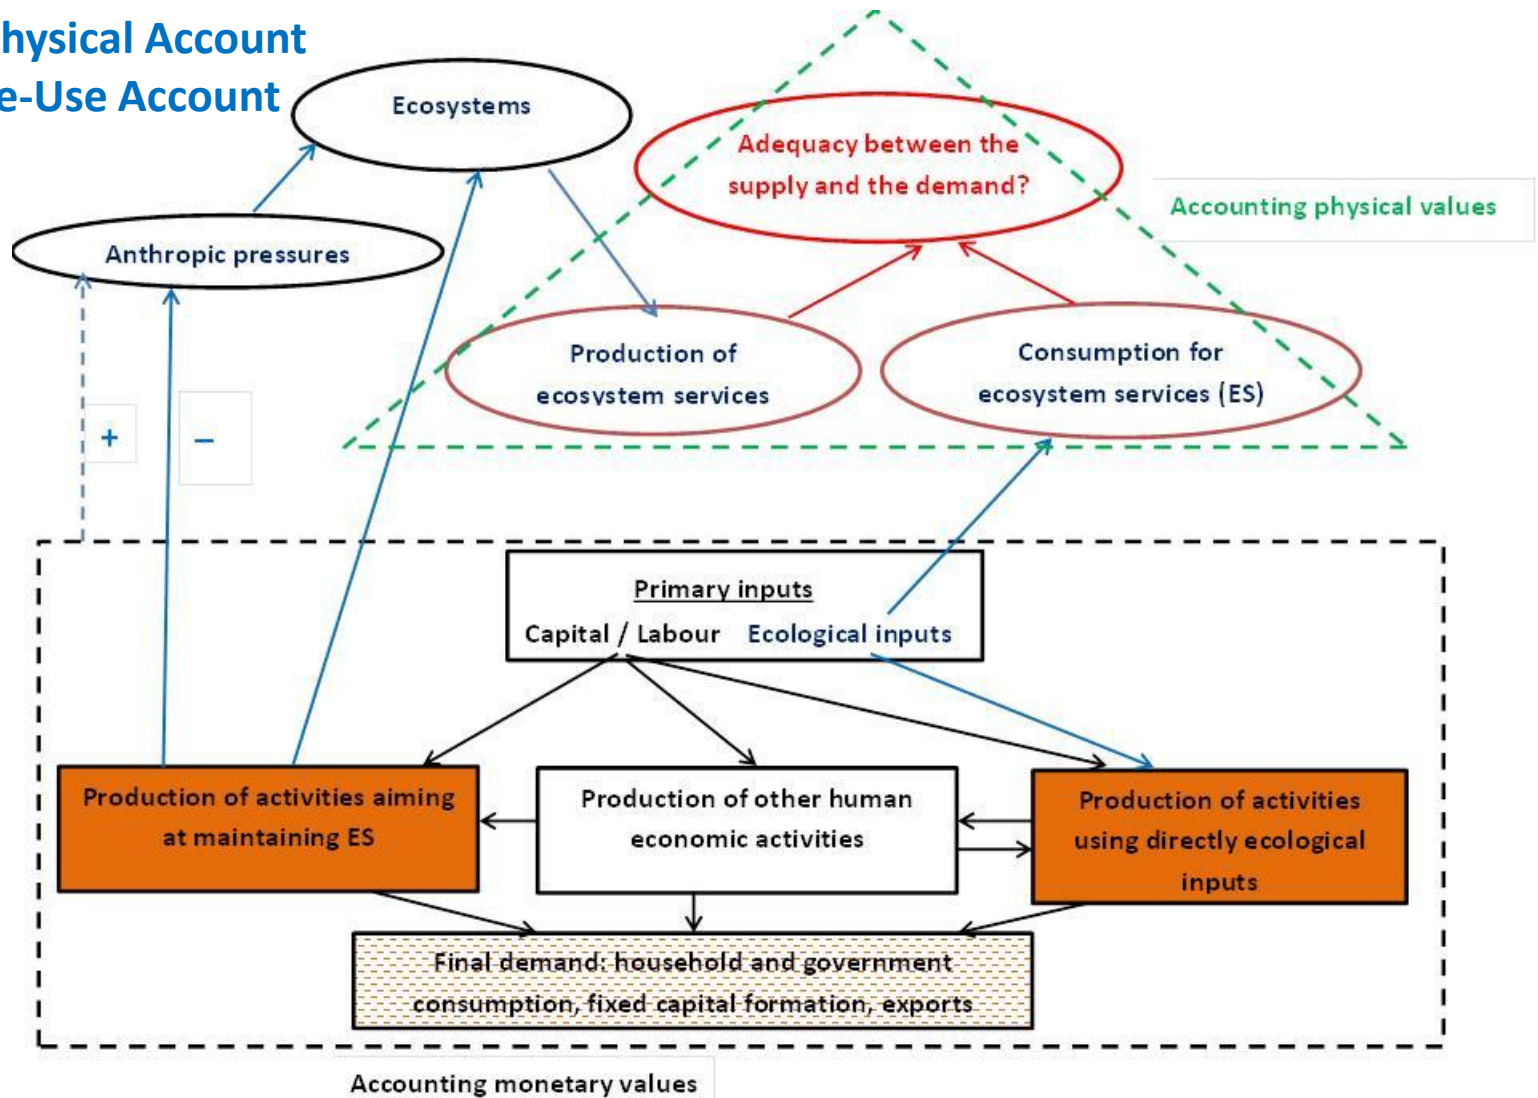 hysical Account
e-Use Account
Ecosystems
Adequacy between the
supply and the demand?
Accounting physical values
Anthropic pressures
Production of
ecosystem services
Consumption for
ecosystem services (ES)
+
–
Primary inputs
Capital / Labour Ecological inputs
Production of activities aiming
at maintaining ES
Production of other human
economic activities
Production of activities
using directly ecological
inputs
Final demand: household and government
consumption, fixed capital formation, exports
Accounting monetary values